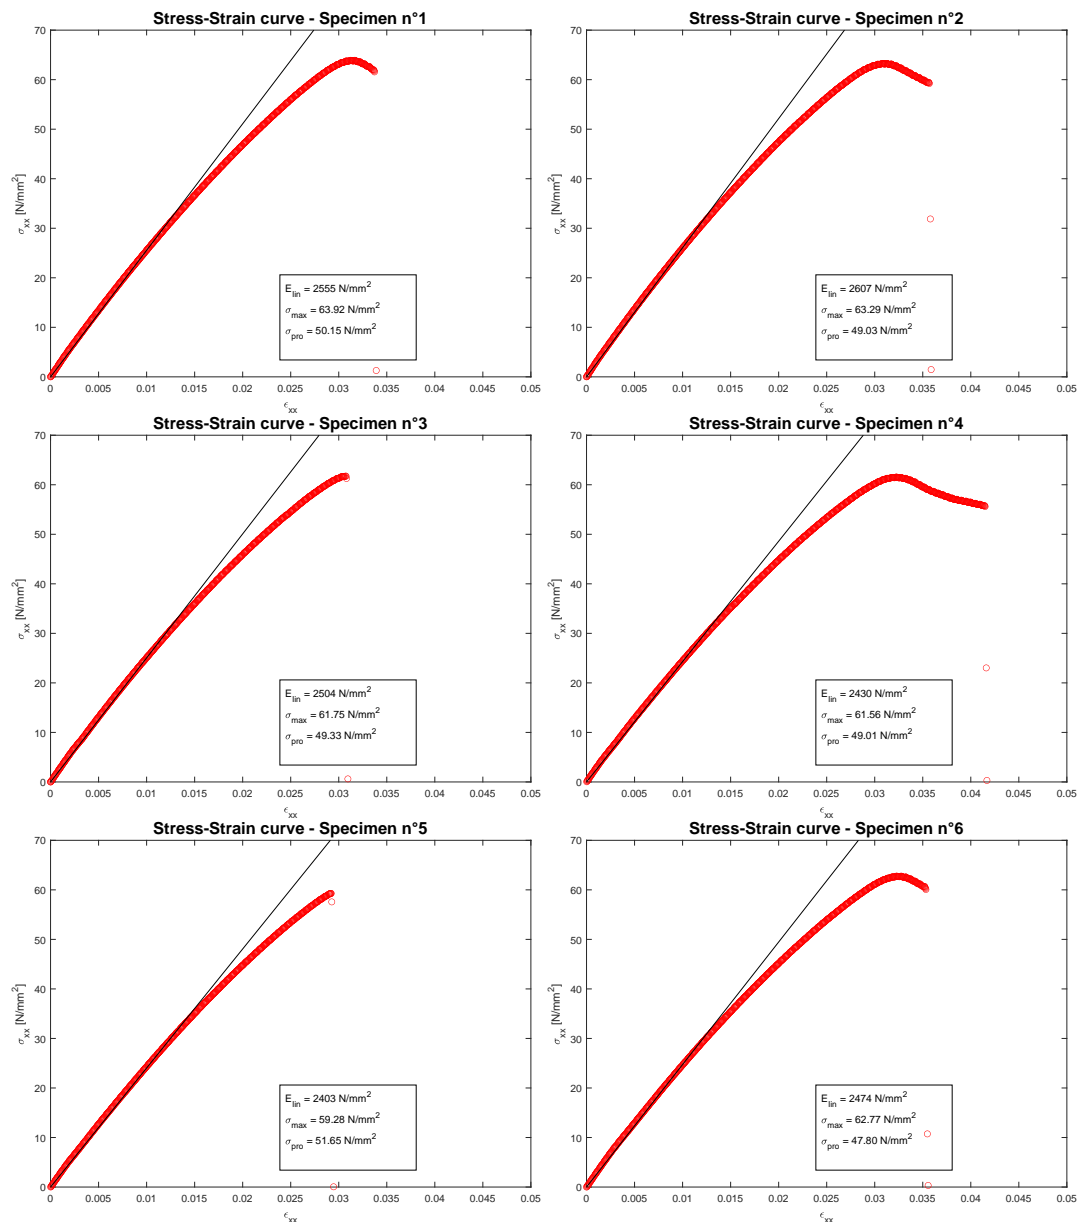 Stress-Strain curve - Specimen n°1
70
60
50
40
30
20
10
0
σxx [N/mm²]
Elin = 2555 N/mm²
σmax = 63.92 N/mm²
σpro = 50.15 N/mm²
0 0.005 0.01 0.015 0.02 0.025 0.03 0.035 0.04 0.045 0.05
ϵxx
Stress-Strain curve - Specimen n°2
70
60
50
40
30
20
10
0
σxx [N/mm²]
Elin = 2607 N/mm²
σmax = 63.29 N/mm²
σpro = 49.03 N/mm²
0 0.005 0.01 0.015 0.02 0.025 0.03 0.035 0.04 0.045 0.05
ϵxx
Stress-Strain curve - Specimen n°3
70
60
50
40
30
20
10
0
σxx [N/mm²]
Elin = 2504 N/mm²
σmax = 61.75 N/mm²
σpro = 49.33 N/mm²
0 0.005 0.01 0.015 0.02 0.025 0.03 0.035 0.04 0.045 0.05
ϵxx
Stress-Strain curve - Specimen n°4
70
60
50
40
30
20
10
0
σxx [N/mm²]
Elin = 2430 N/mm²
σmax = 61.56 N/mm²
σpro = 49.01 N/mm²
0 0.005 0.01 0.015 0.02 0.025 0.03 0.035 0.04 0.045 0.05
ϵxx
Stress-Strain curve - Specimen n°5
70
60
50
40
30
20
10
0
σxx [N/mm²]
Elin = 2403 N/mm²
σmax = 59.28 N/mm²
σpro = 51.65 N/mm²
0 0.005 0.01 0.015 0.02 0.025 0.03 0.035 0.04 0.045 0.05
ϵxx
Stress-Strain curve - Specimen n°6
70
60
50
40
30
20
10
0
σxx [N/mm²]
Elin = 2474 N/mm²
σmax = 62.77 N/mm²
σpro = 47.80 N/mm²
0 0.005 0.01 0.015 0.02 0.025 0.03 0.035 0.04 0.045 0.05
ϵxx